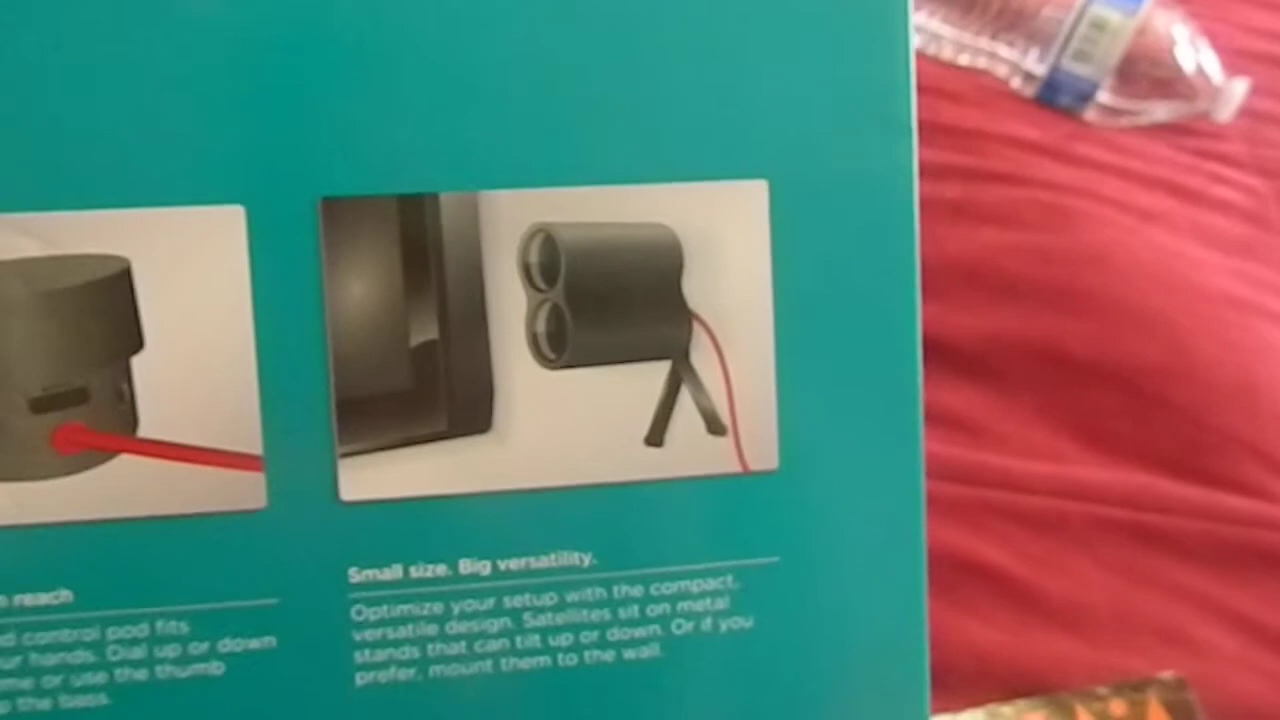 reach
control pod fits
hands. Dial up or down
or use the thumb
the bass.
Small size. Big versatility.
Optimize your setup with the compact,
versatile design. Satellites sit on metal
stands that can tilt up or down. Or if you
prefer, mount them to the wall.